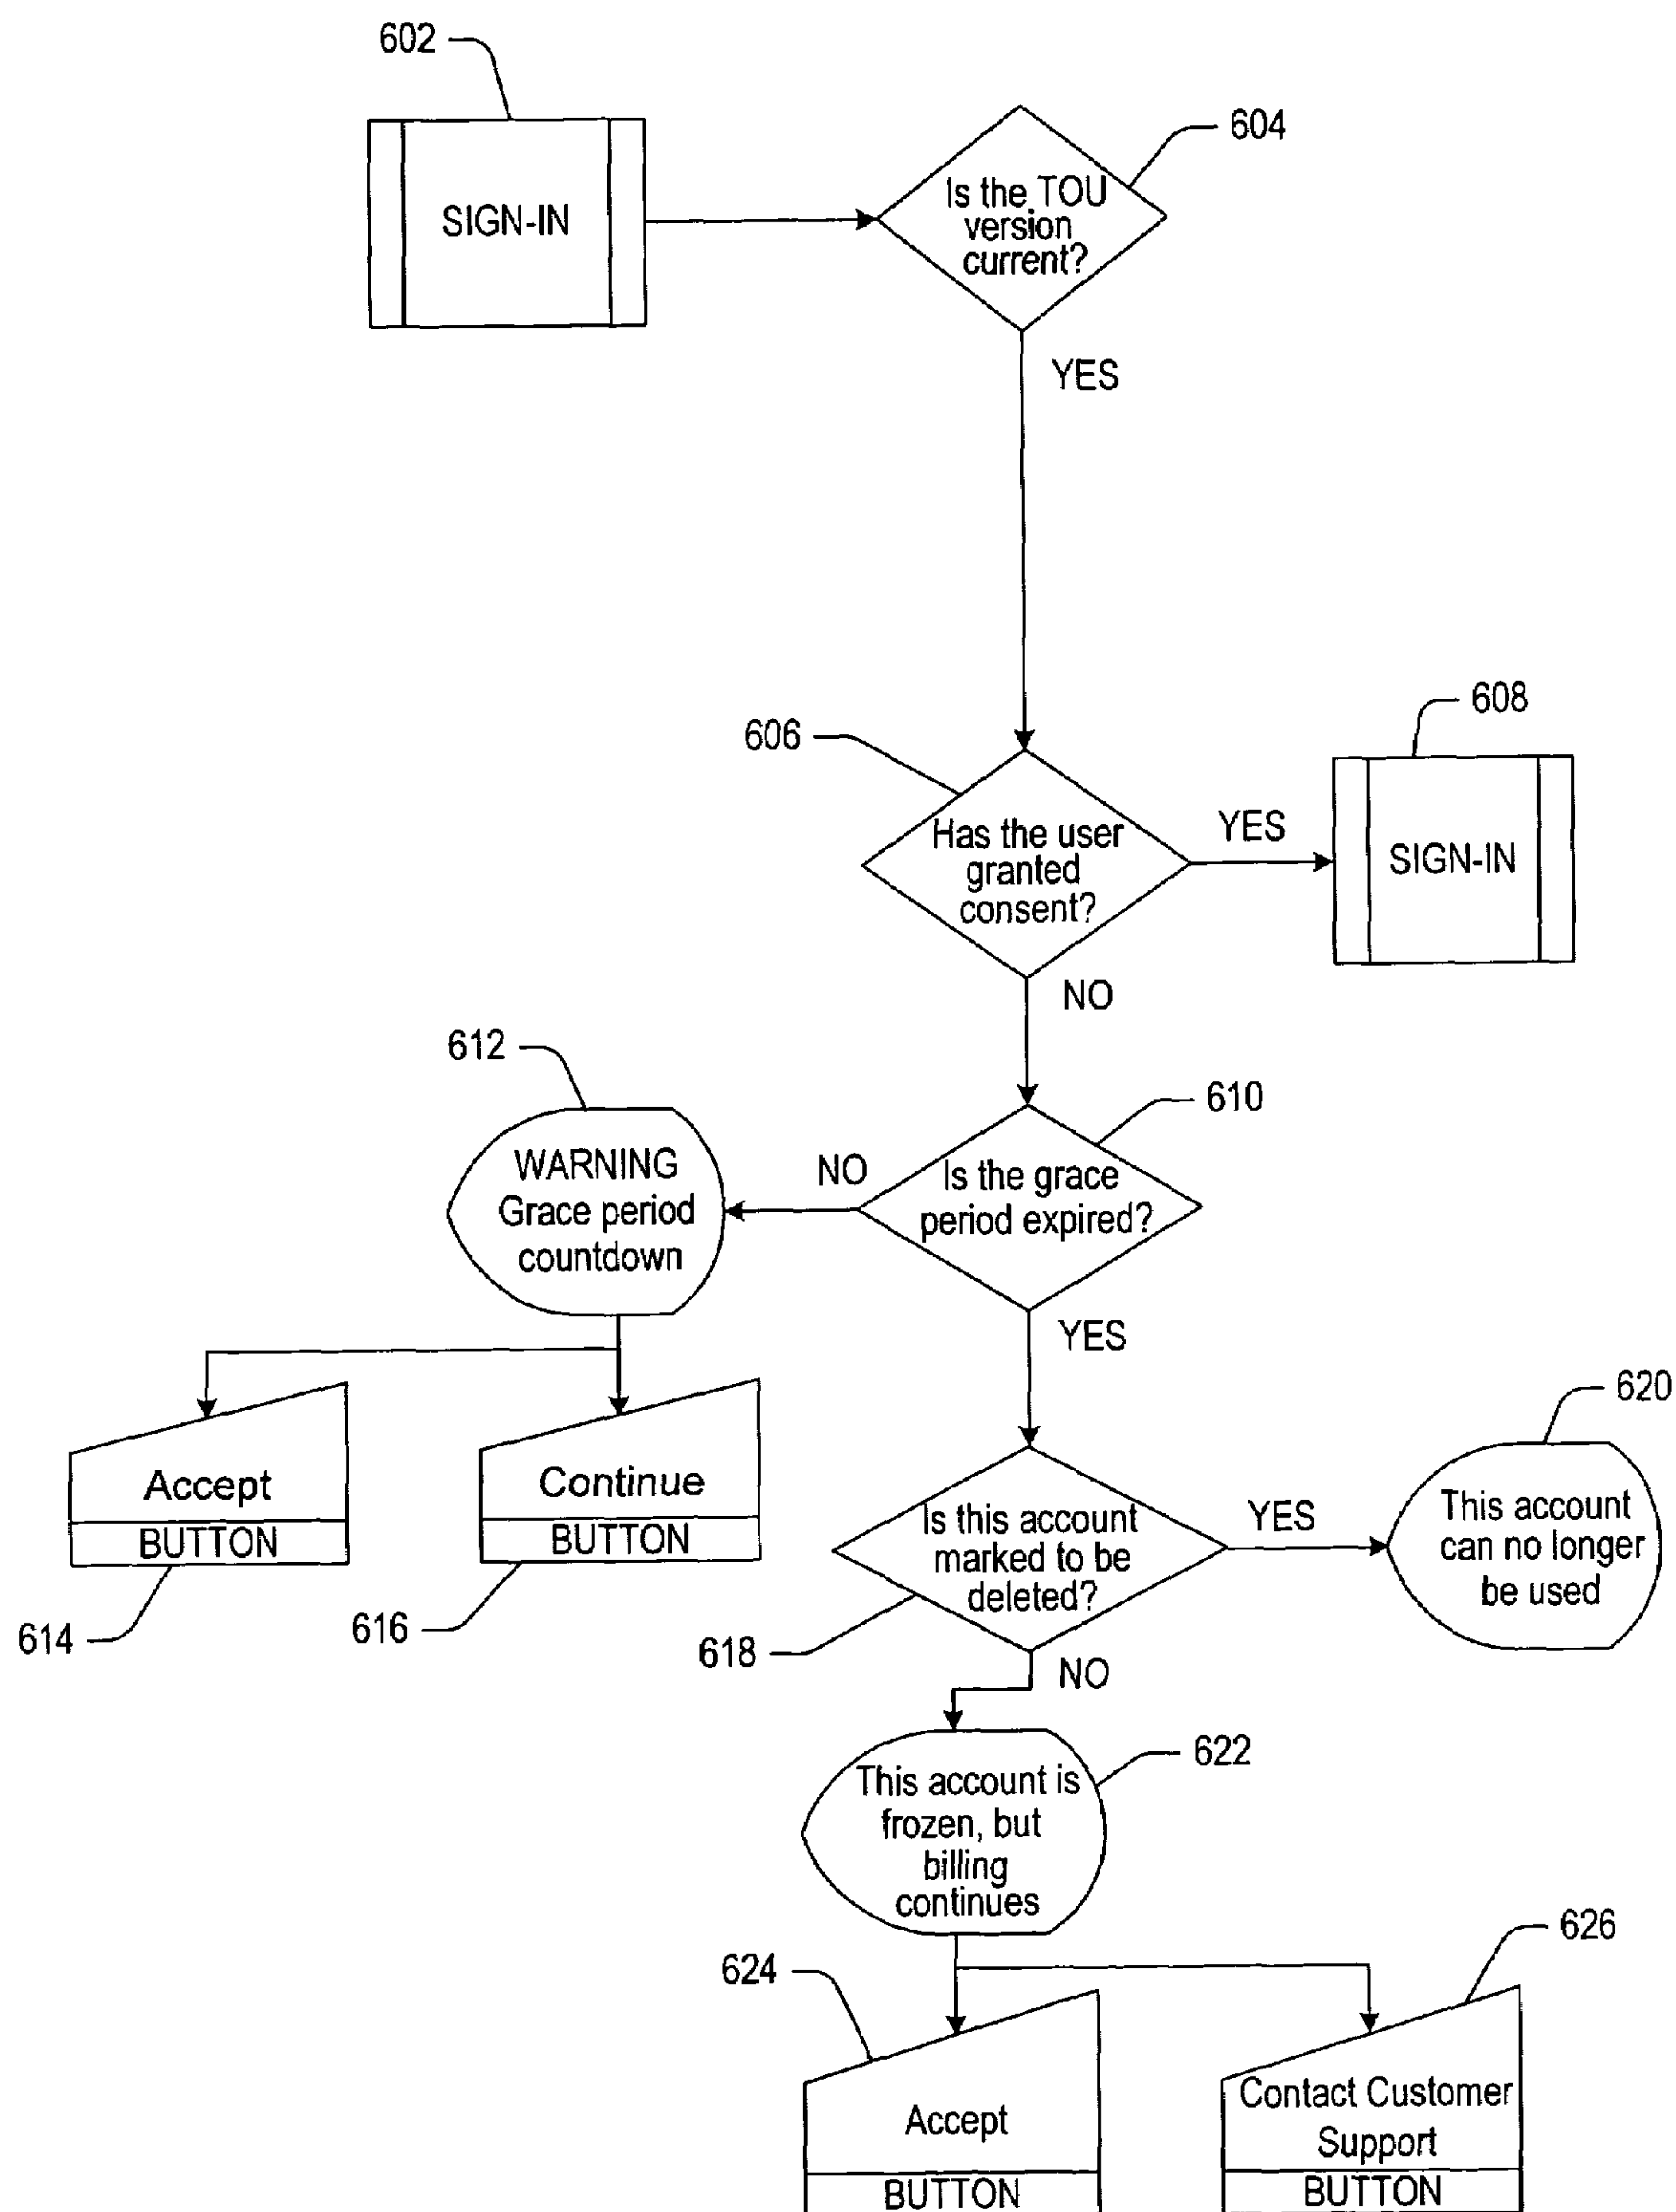 602
SIGN-IN
604
Is the TOU
version
current?
YES
606
Has the user
granted
consent?
YES
608
SIGN-IN
NO
610
Is the grace
period expired?
NO
612
WARNING
Grace period
countdown
Accept
BUTTON
614
Continue
BUTTON
616
YES
618
Is this account
marked to be
deleted?
YES
620
This account
can no longer
be used
NO
622
This account is
frozen, but
billing
continues
624
Accept
BUTTON
626
Contact Customer
Support
BUTTON